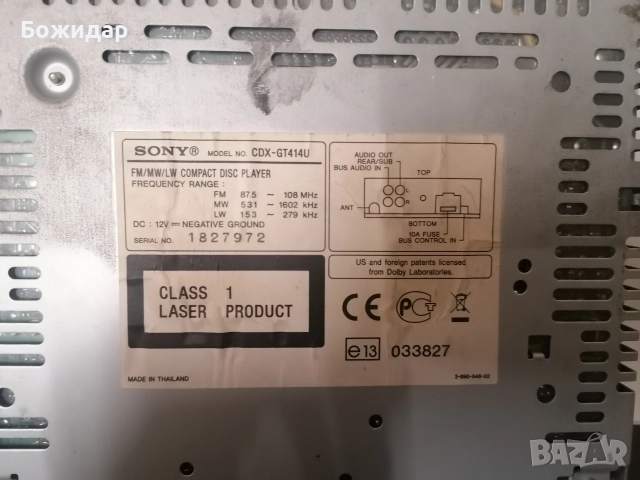 Божидар
SONY® MODEL NO. CDX-GT414U
FM/MW/LW COMPACT DISC PLAYER
FREQUENCY RANGE :
FM 87.5 ~ 108 MHz
MW 531 ~ 1602 kHz
LW 153 ~ 279 kHz
DC : 12V NEGATIVE GROUND
SERIAL NO. 1827972
AUDIO OUT
REAR/SUB
BUS AUDIO IN
TOP
L
R
ANT
BOTTOM
10A FUSE
BUS CONTROL IN
US and foreign patents licensed
from Dolby Laboratories.
CLASS 1
LASER PRODUCT
CE PCT
e13 033827
MADE IN THAILAND
BAZAR